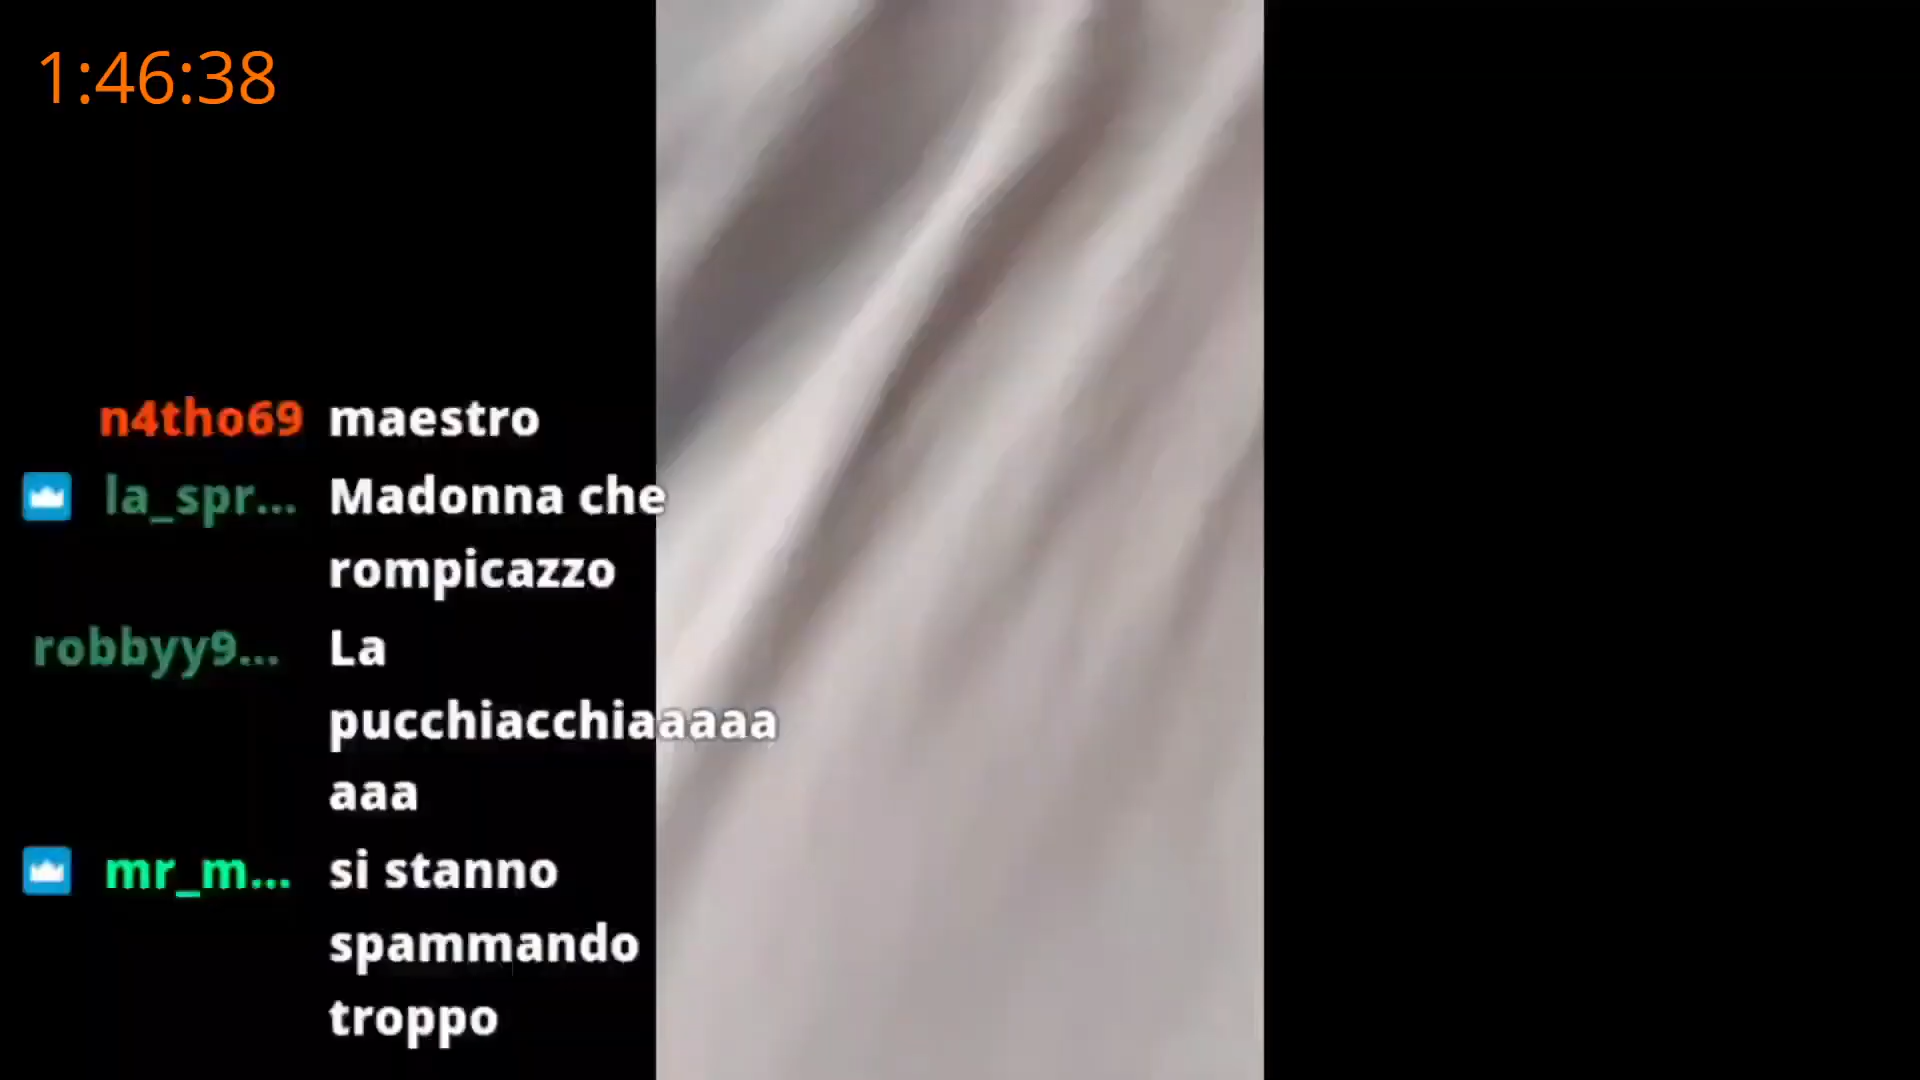 1:46:38
n4tho69 maestro
la_spr... Madonna che
rompicazzo
robbyy9... La
pucchiacchiaaaaa
aaa
mr_m... si stanno
spammando
troppo